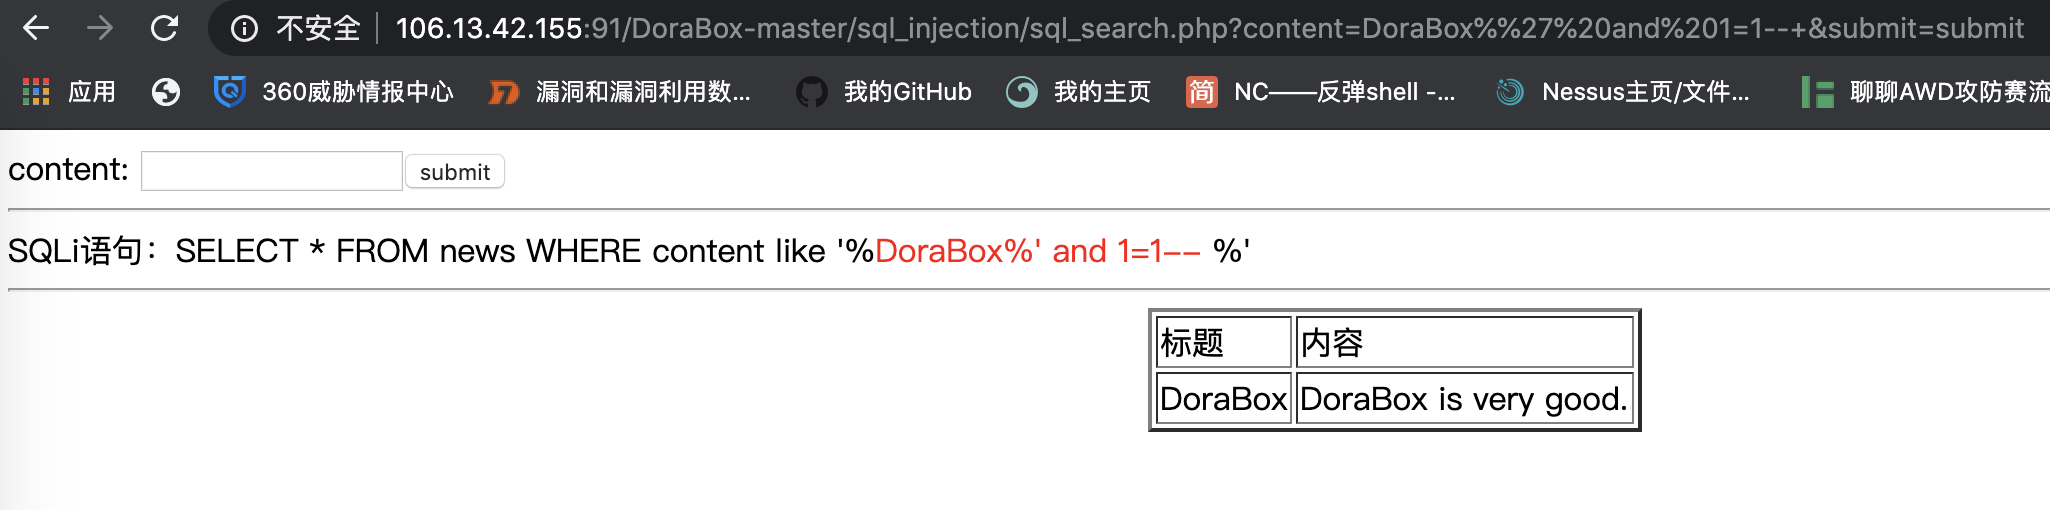 不安全 106.13.42.155:91/DoraBox-master/sql_injection/sql_search.php?content=DoraBox%%27%20and%201=1--+&submit=submit
应用 360威胁情报中心 漏洞和漏洞利用数... 我的GitHub 我的主页 简 NC——反弹shell -... Nessus主页/文件... 聊聊AWD攻防赛流
content: submit
SQLi语句：SELECT * FROM news WHERE content like '%DoraBox%' and 1=1-- %'
标题 内容
DoraBox DoraBox is very good.